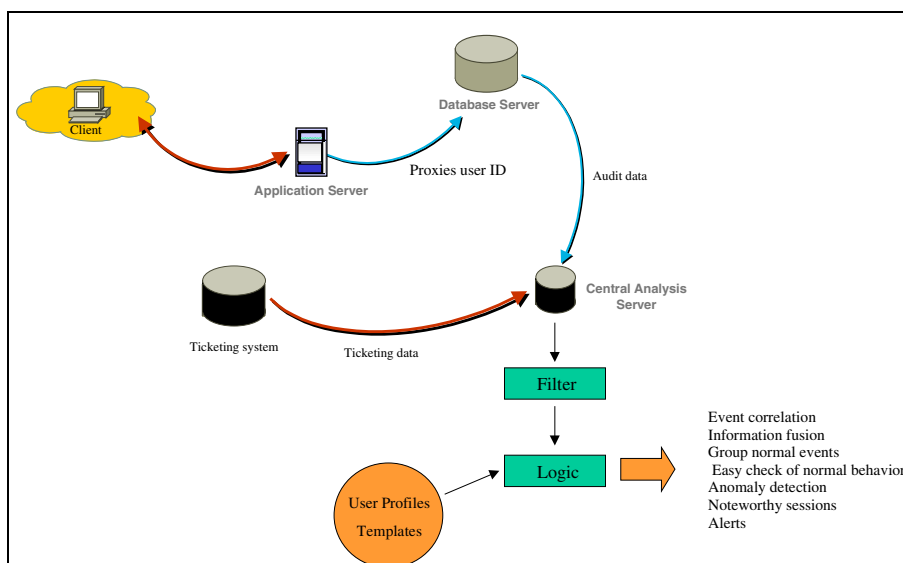 Database Server
Client
Proxies user ID
Application Server
Audit data
Central Analysis
Server
Ticketing system
Ticketing data
Filter
Event correlation
Information fusion
Group normal events
Easy check of normal behavior
Anomaly detection
Noteworthy sessions
Alerts
Logic
User Profiles
Templates